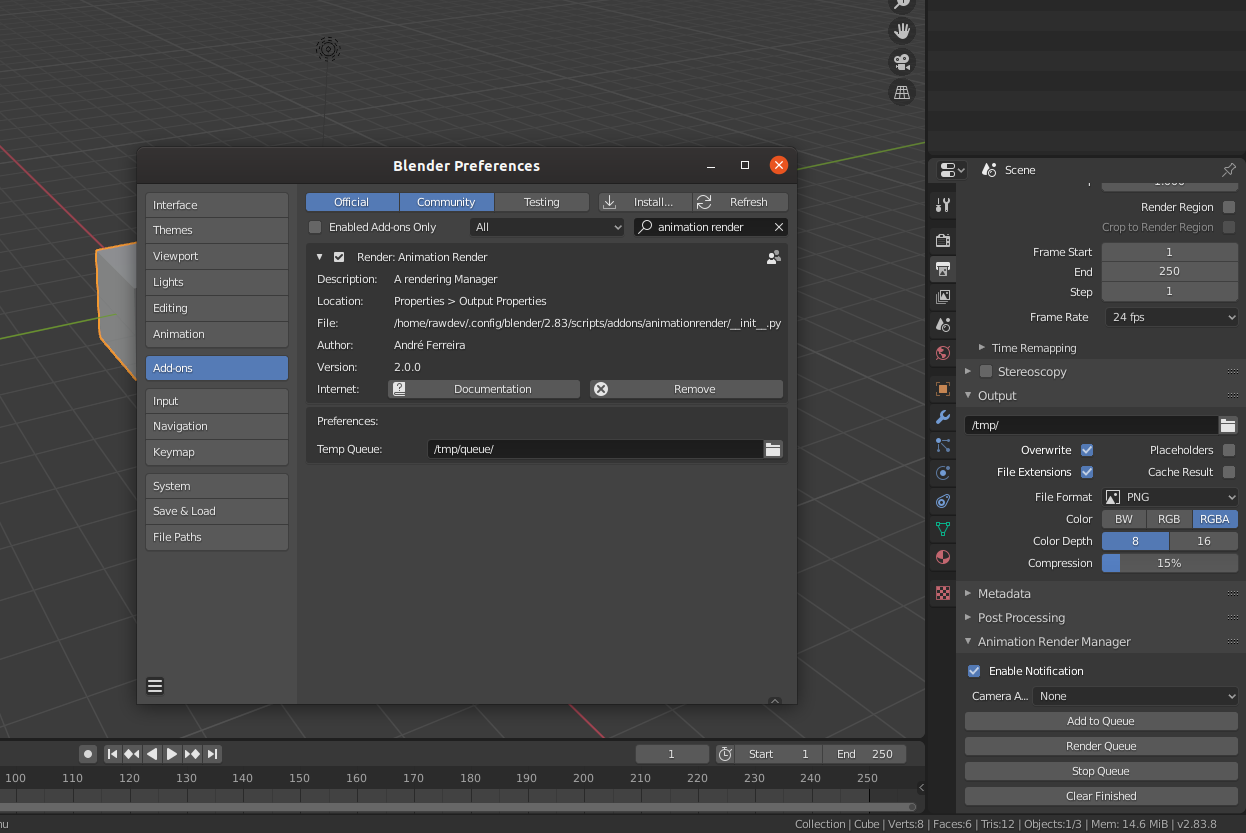 Blender Preferences
Interface
Themes
Viewport
Lights
Editing
Animation
Add-ons
Input
Navigation
Keymap
System
Save & Load
File Paths
Official Community Testing Install... Refresh
Enabled Add-ons Only All animation render
Render: Animation Render
Description: A rendering Manager
Location: Properties > Output Properties
File: /home/rawdev/.config/blender/2.83/scripts/addons/animationrender/__init__.py
Author: André Ferreira
Version: 2.0.0
Internet: Documentation Remove
Preferences:
Temp Queue: /tmp/queue/
Scene
Render Region
Crop to Render Region
Frame Start 1
End 250
Step 1
Frame Rate 24 fps
Time Remapping
Stereoscopy
Output
/tmp/
Overwrite Placeholders
File Extensions Cache Result
File Format PNG
Color BW RGB RGBA
Color Depth 8 16
Compression 15%
Metadata
Post Processing
Animation Render Manager
Enable Notification
Camera A... None
Add to Queue
Render Queue
Stop Queue
Clear Finished
1 Start 1 End 250
100 110 120 130 140 150 160 170 180 190 200 210 220 230 240 250
Collection | Cube | Verts:8 | Faces:6 | Tris:12 | Objects:1/3 | Mem: 14.6 MiB | v2.83.8